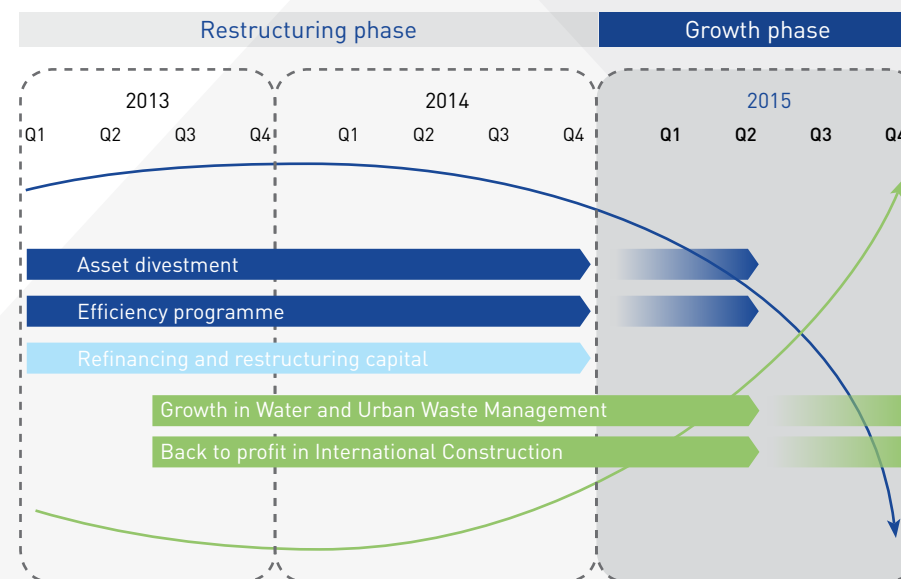 Restructuring phase Growth phase
2013 2014 2015
Q1 Q2 Q3 Q4 Q1 Q2 Q3 Q4 Q1 Q2 Q3 Q4
Asset divestment
Efficiency programme
Refinancing and restructuring capital
Growth in Water and Urban Waste Management
Back to profit in International Construction